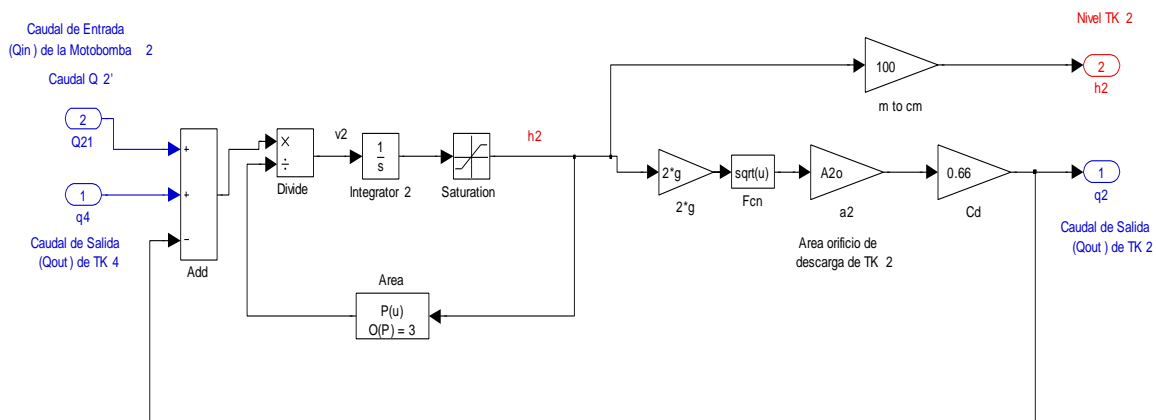 Caudal de Entrada
(Qin ) de la Motobomba 2
Caudal Q 2'
2
Q21
1
q4
Caudal de Salida
(Qout ) de TK 4
+
+
−
Add
×
÷
Divide
v2
1
s
Integrator 2
Saturation
h2
Area
P(u)
O(P) = 3
100
m to cm
Nivel TK 2
2
h2
2*g
2*g
sqrt(u)
Fcn
A2o
a2
Area orificio de
descarga de TK 2
0.66
Cd
1
q2
Caudal de Salida
(Qout ) de TK 2